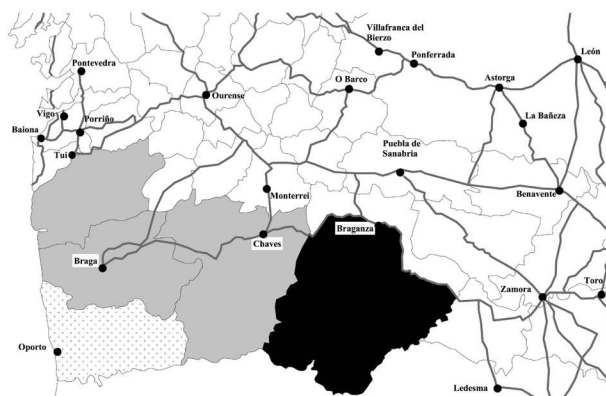 Villafranca del
Bierzo
Ponferrada
León
Pontevedra
Astorga
O Barco
Ourense
Vigo
Porriño
La Bañeza
Baiona
Tui
Puebla de
Sanabria
Monterrei
Benavente
Chaves
Braganza
Braga
Zamora
Toro
Oporto
Ledesma